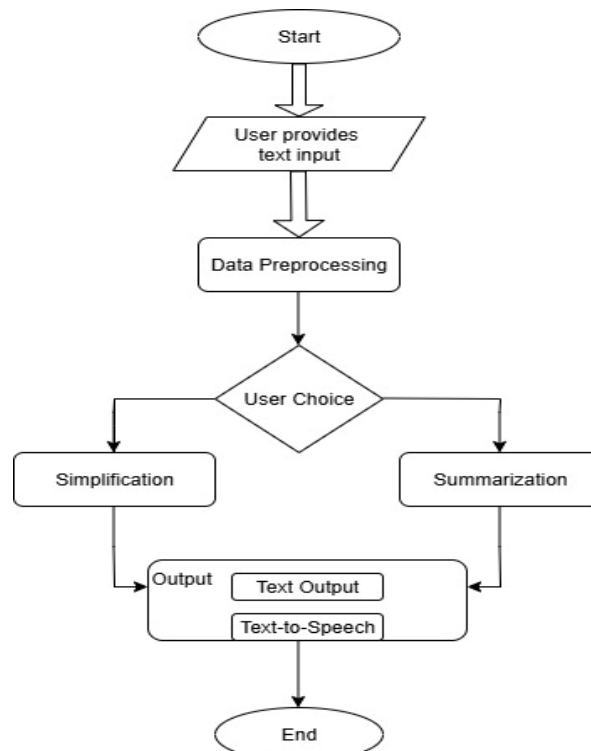 Start
User provides
text input
Data Preprocessing
User Choice
Simplification
Summarization
Output
Text Output
Text-to-Speech
End